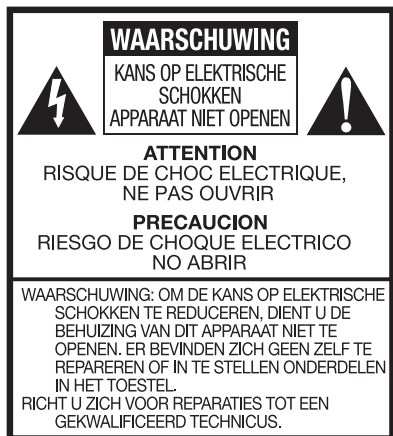 WAARSCHUWING
KANS OP ELEKTRISCHE
SCHOKKEN
APPARAAT NIET OPENEN
ATTENTION
RISQUE DE CHOC ELECTRIQUE,
NE PAS OUVRIR
PRECAUCION
RIESGO DE CHOQUE ELECTRICO
NO ABRIR
WAARSCHUWING: OM DE KANS OP ELEKTRISCHE
SCHOKKEN TE REDUCEREN, DIENT U DE
BEHUIZING VAN DIT APPARAAT NIET TE
OPENEN. ER BEVINDEN ZICH GEEN ZELF TE
REPAREREN OF IN TE STELLEN ONDERDELEN
IN HET TOESTEL.
RICHT U ZICH VOOR REPARATIES TOT EEN
GEKWALIFICEERD TECHNICUS.